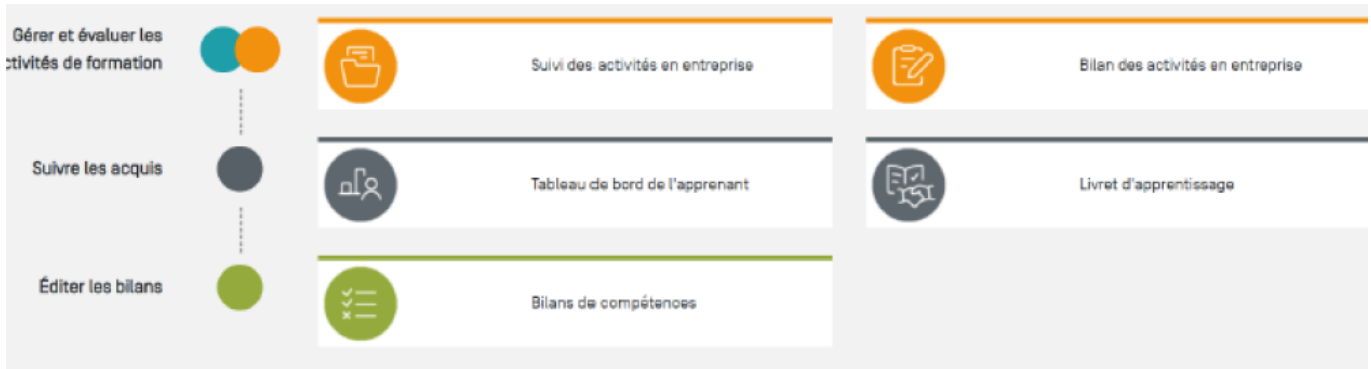 Gérer et évaluer les
ctivités de formation
Suivi des activités en entreprise
Bilan des activités en entreprise
Suivre les acquis
Tableau de bord de l'apprenant
Livret d'apprentissage
Éditer les bilans
Bilans de compétences